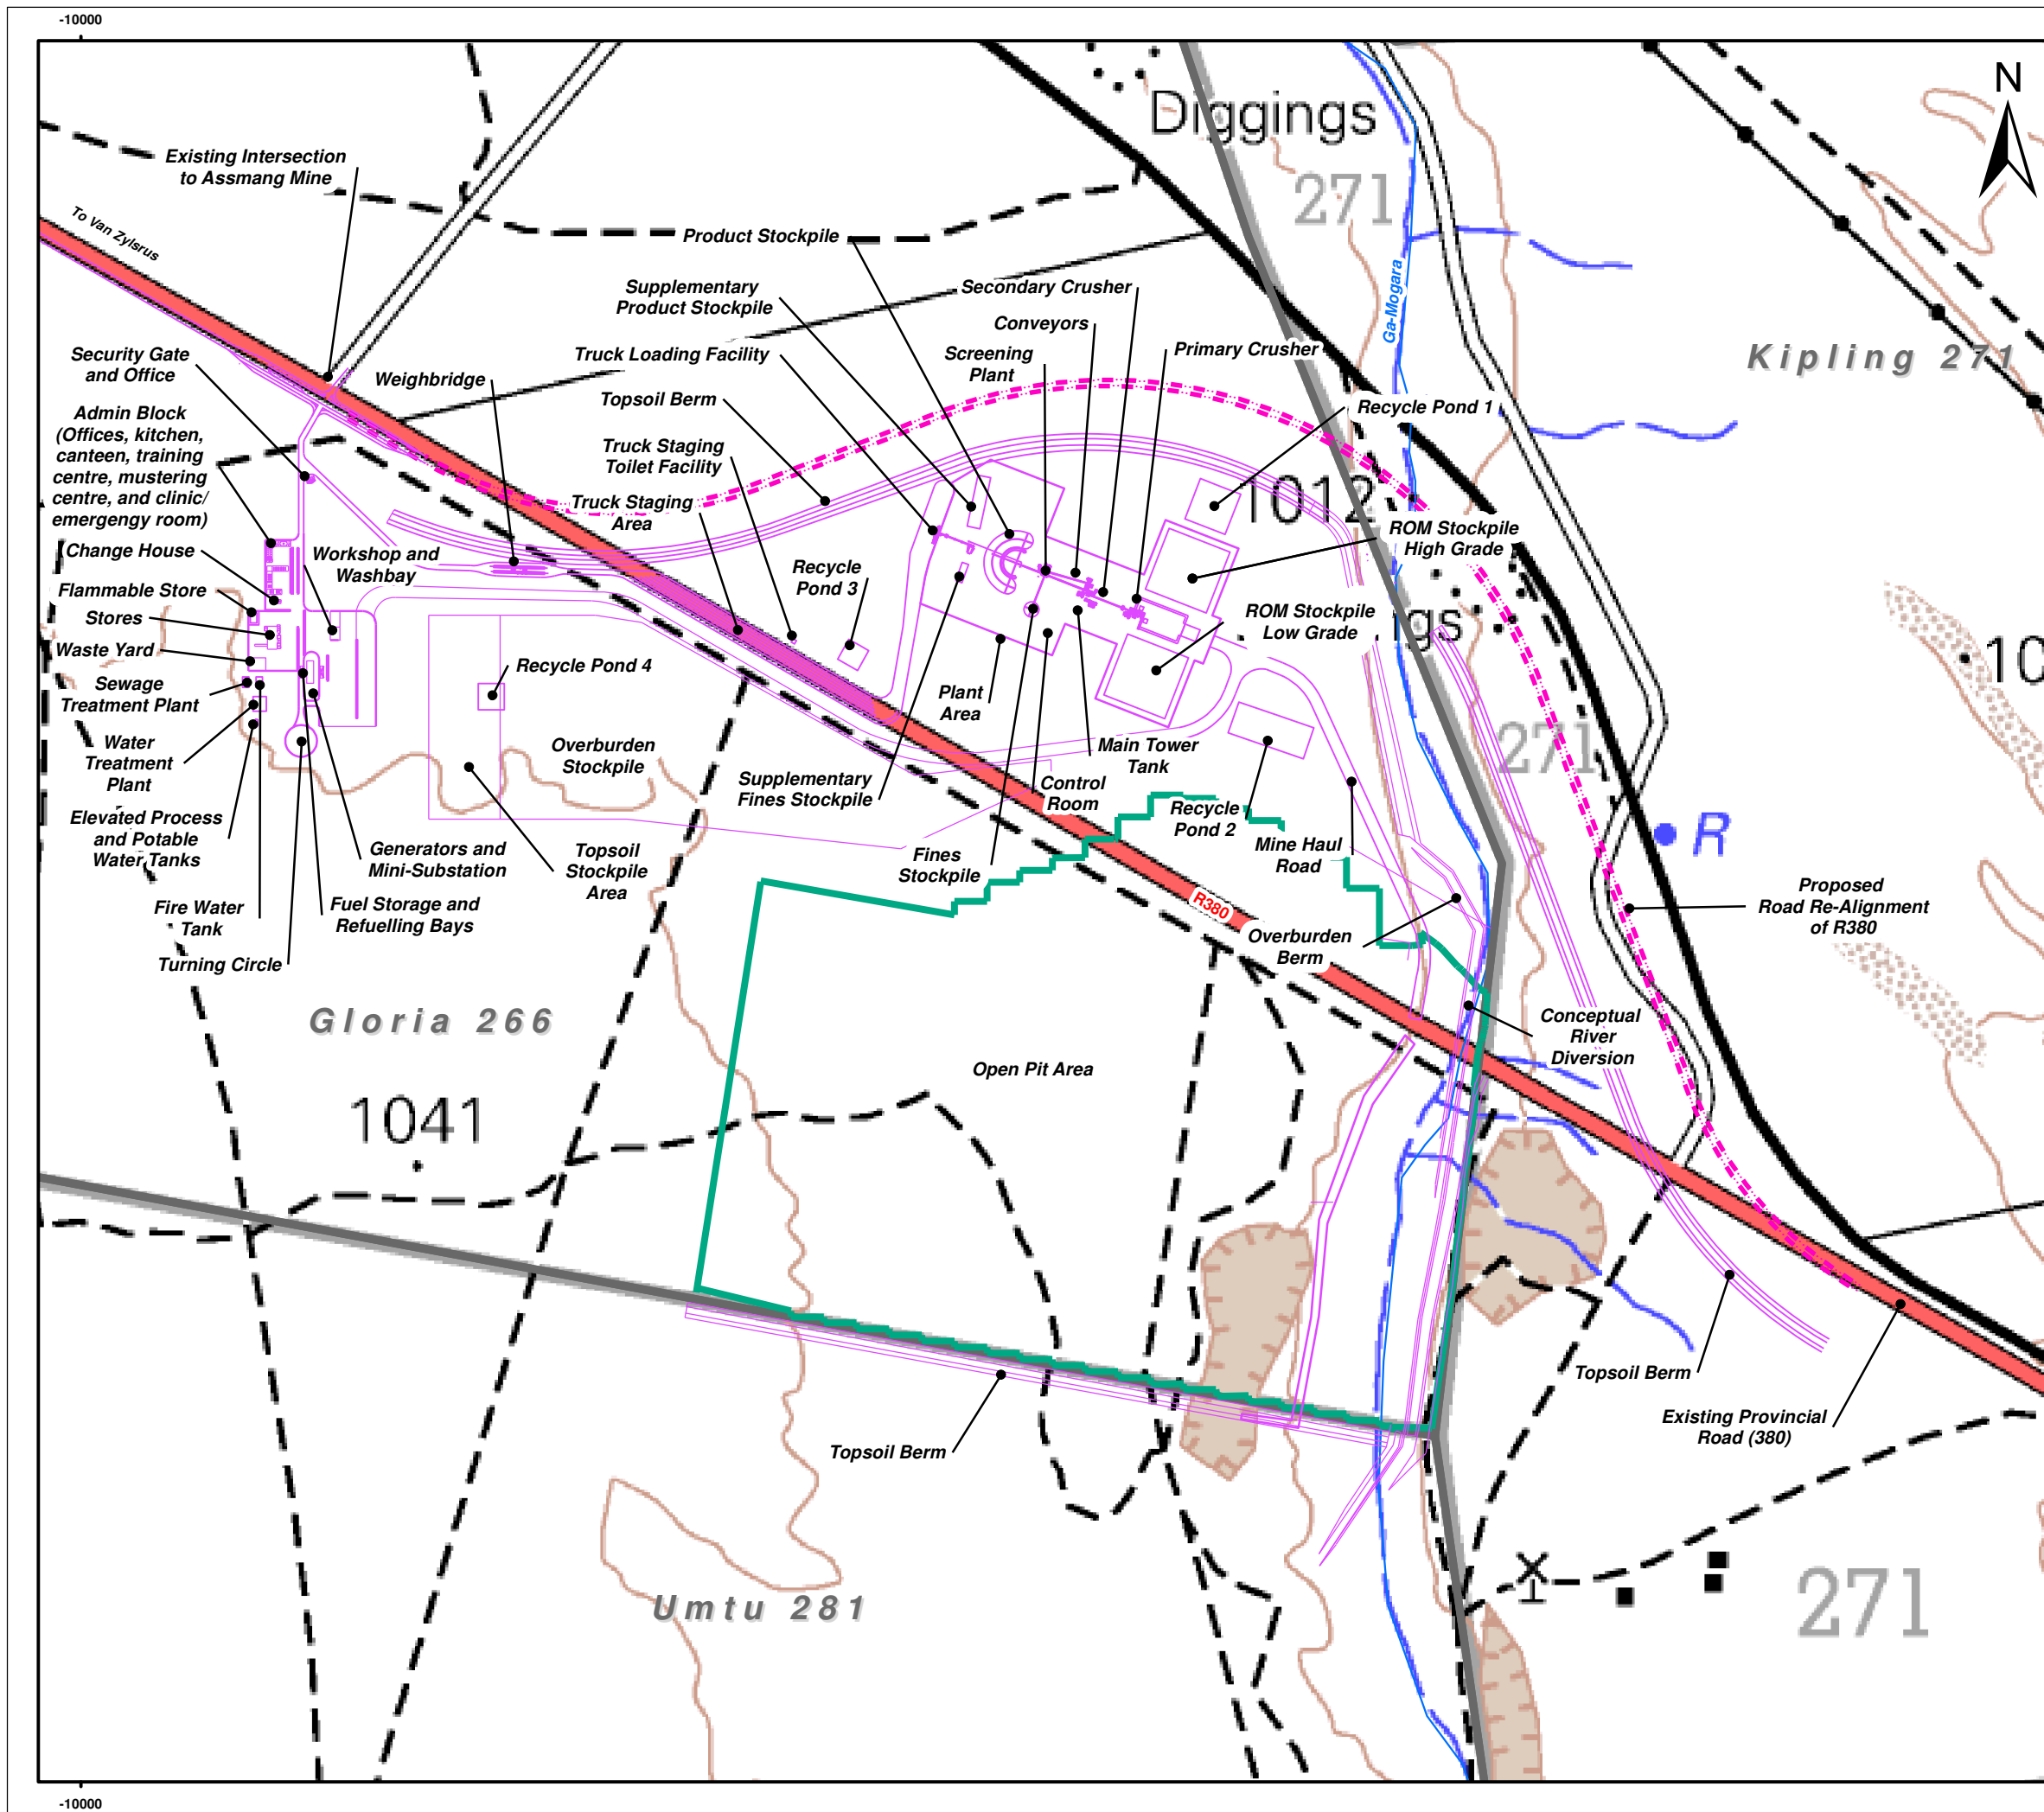 -10000
N
Diggings
271
Existing Intersection
to Assmang Mine
To Van Zylsrus
Product Stockpile
Supplementary
Product Stockpile
Secondary Crusher
Ga-Mogara
Kipling 271
Conveyors
Security Gate
and Office
Truck Loading Facility
Screening
Plant
Primary Crusher
Weighbridge
Topsoil Berm
Recycle Pond 1
Admin Block
(Offices, kitchen,
canteen, training
centre, mustering
centre, and clinic/
emergengy room)
Truck Staging
Toilet Facility
Truck Staging
Area
1012
ROM Stockpile
High Grade
Change House
Workshop and
Washbay
Recycle
Pond 3
Flammable Store
Stores
ROM Stockpile
Low Grade
gs
Waste Yard
Recycle Pond 4
10
Sewage
Treatment Plant
Plant
Area
271
Water
Treatment
Plant
Overburden
Stockpile
Main Tower
Tank
Supplementary
Fines Stockpile
Control
Room
Recycle
Pond 2
Elevated Process
and Potable
Water Tanks
R
Mine Haul
Road
Generators and
Mini-Substation
Topsoil
Stockpile
Area
Fines
Stockpile
R380
Proposed
Road Re-Alignment
of R380
Fire Water
Tank
Fuel Storage and
Refuelling Bays
Overburden
Berm
Turning Circle
Gloria 266
Conceptual
River
Diversion
Open Pit Area
1041
Topsoil Berm
Existing Provincial
Road (380)
Topsoil Berm
Umtu 281
271
-10000